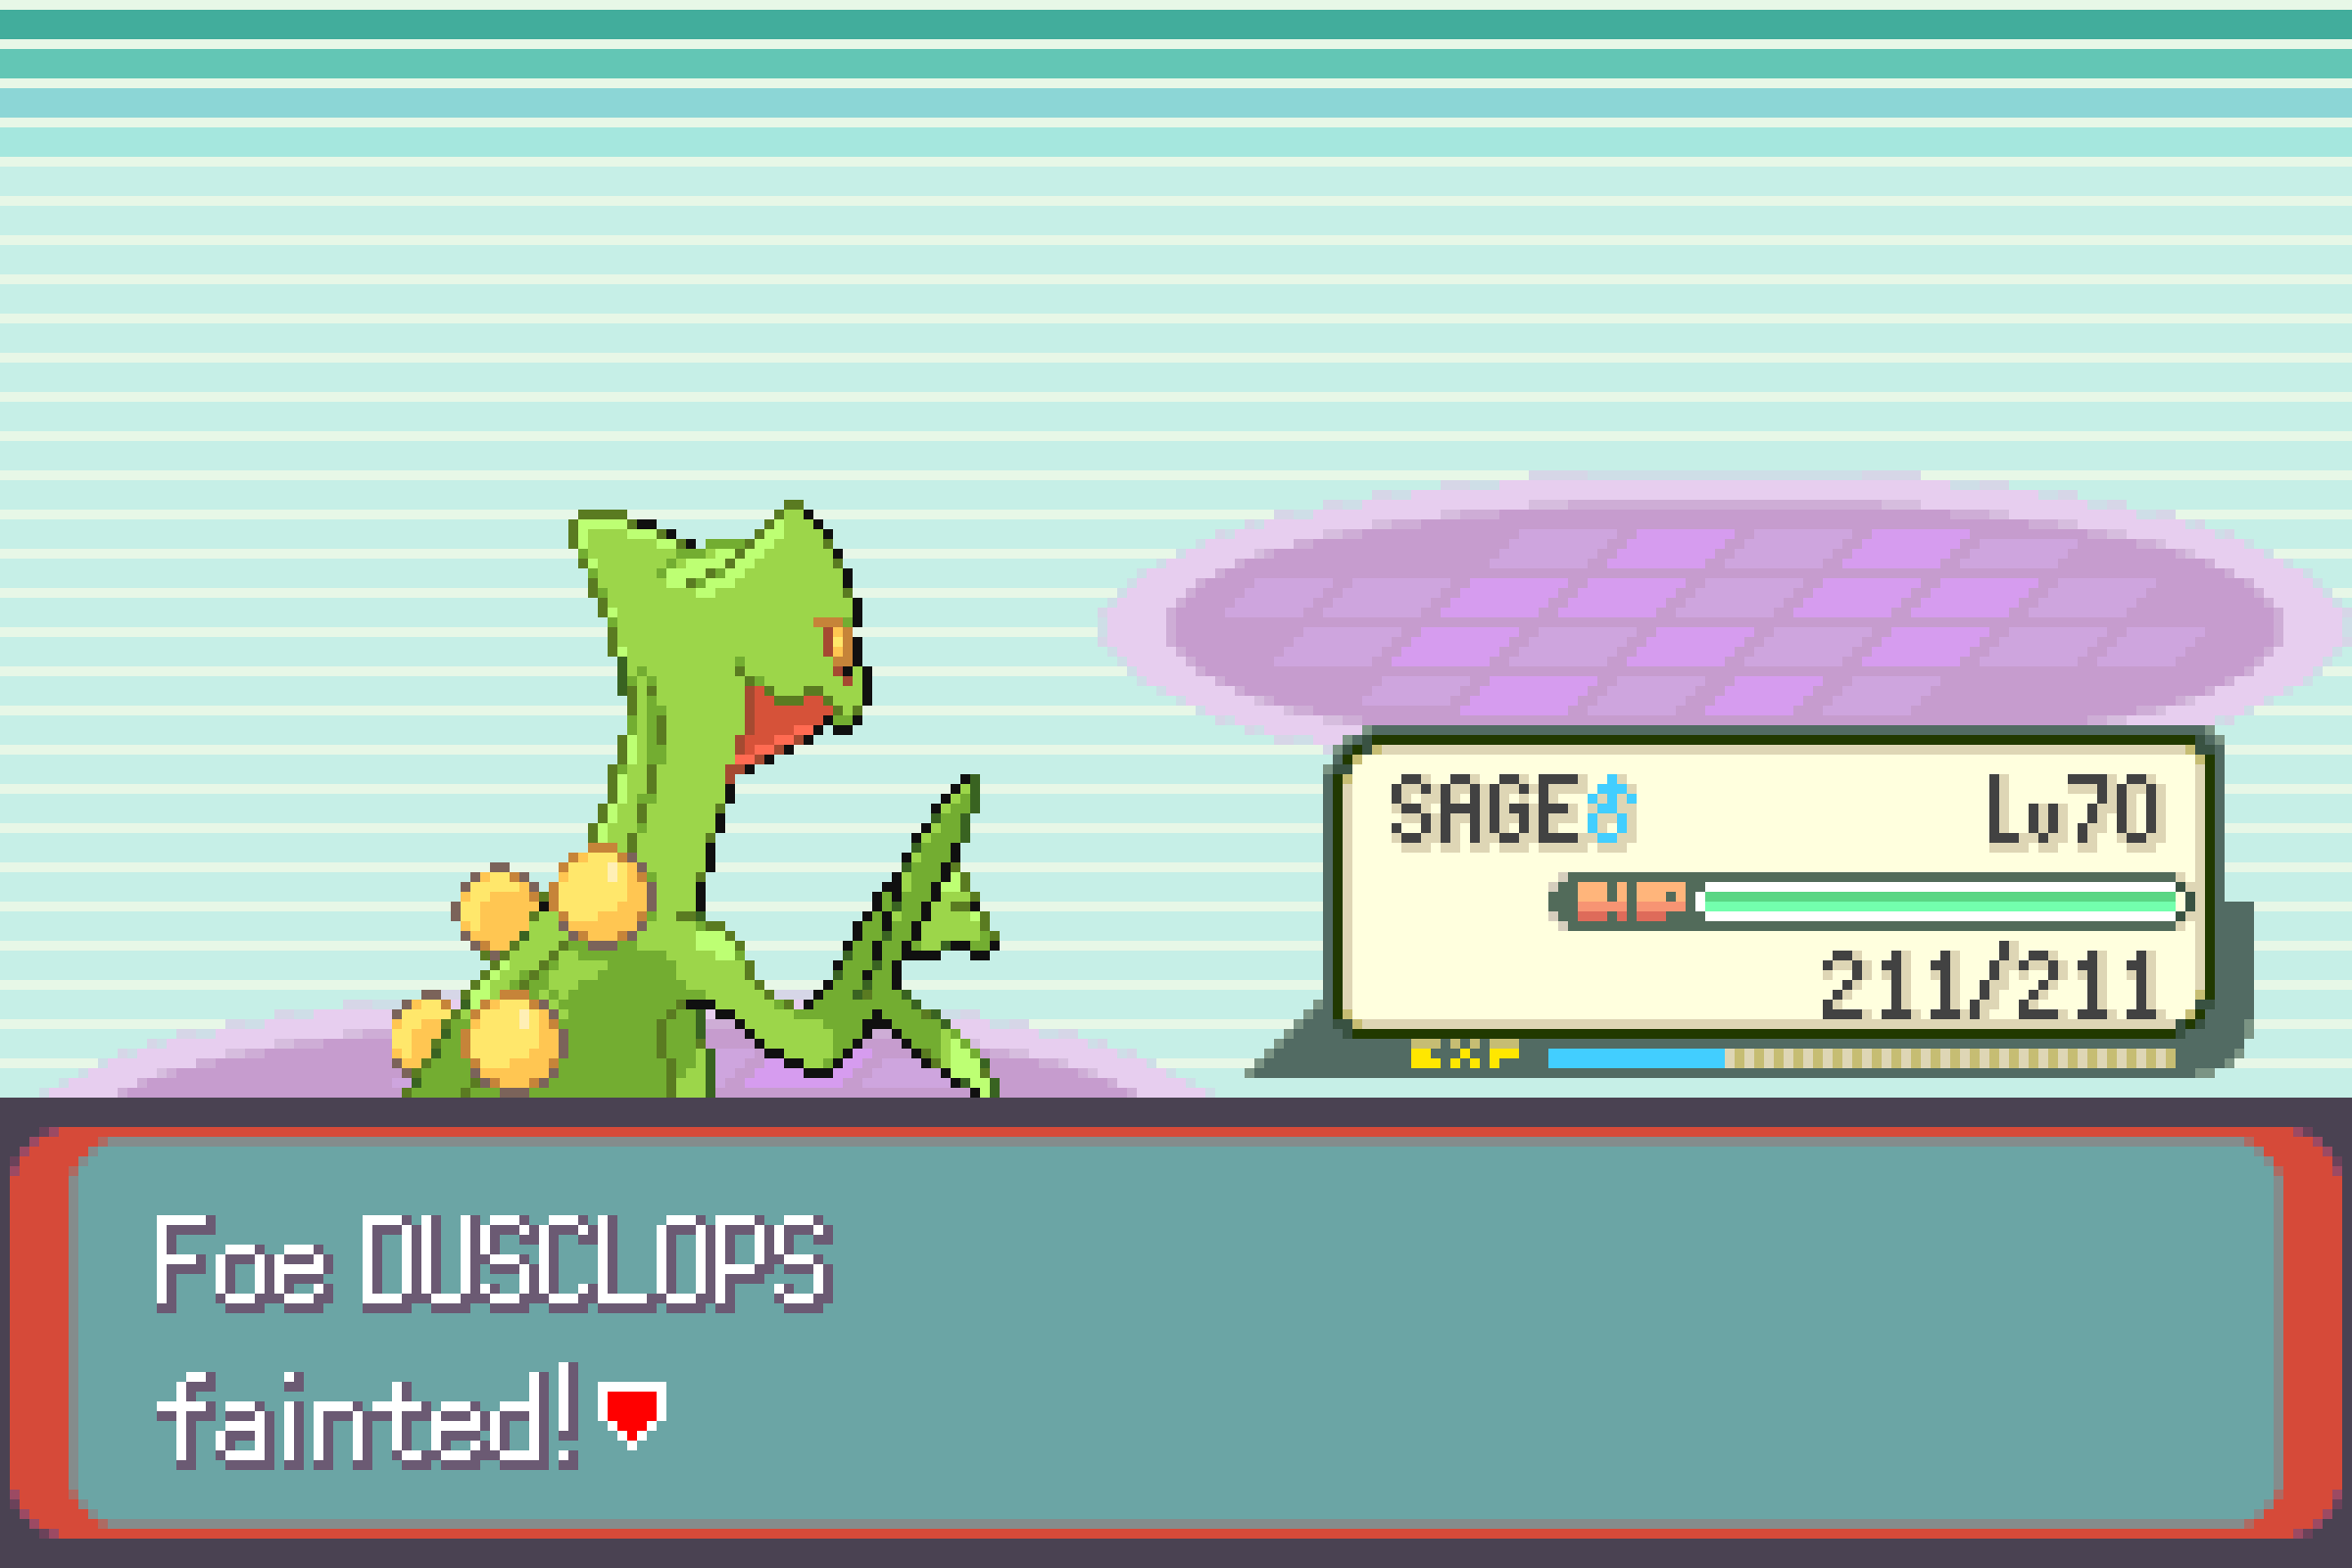 SAGE♂ Lv70
HP
211/211
EXP
Foe DUSCLOPS
fainted!